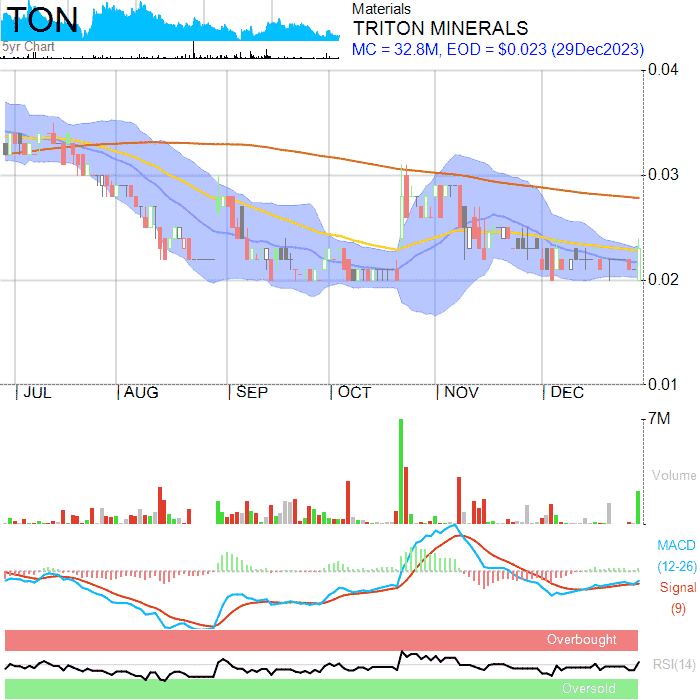 TON
5yr Chart
Materials
TRITON MINERALS
MC = 32.8M, EOD = $0.023 (29Dec2023)
0.04
0.03
0.02
0.01
JUL AUG SEP OCT NOV DEC
7M
Volume
MACD
(12-26)
Signal
(9)
Overbought
RSI(14)
Oversold